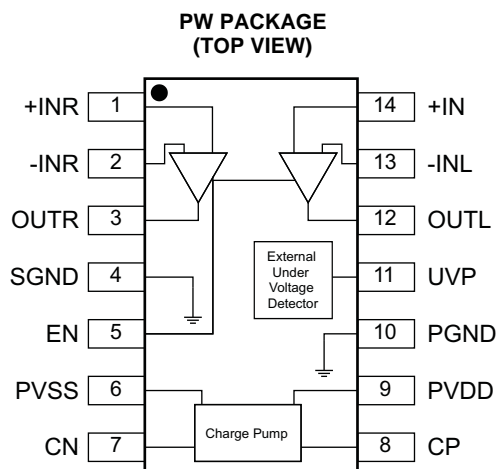 PW PACKAGE
(TOP VIEW)
+INR 1 14 +IN
-INR 2 13 -INL
OUTR 3 12 OUTL
SGND 4 11 UVP
External
Under
Voltage
Detector
EN 5 10 PGND
PVSS 6 9 PVDD
Charge Pump
CN 7 8 CP